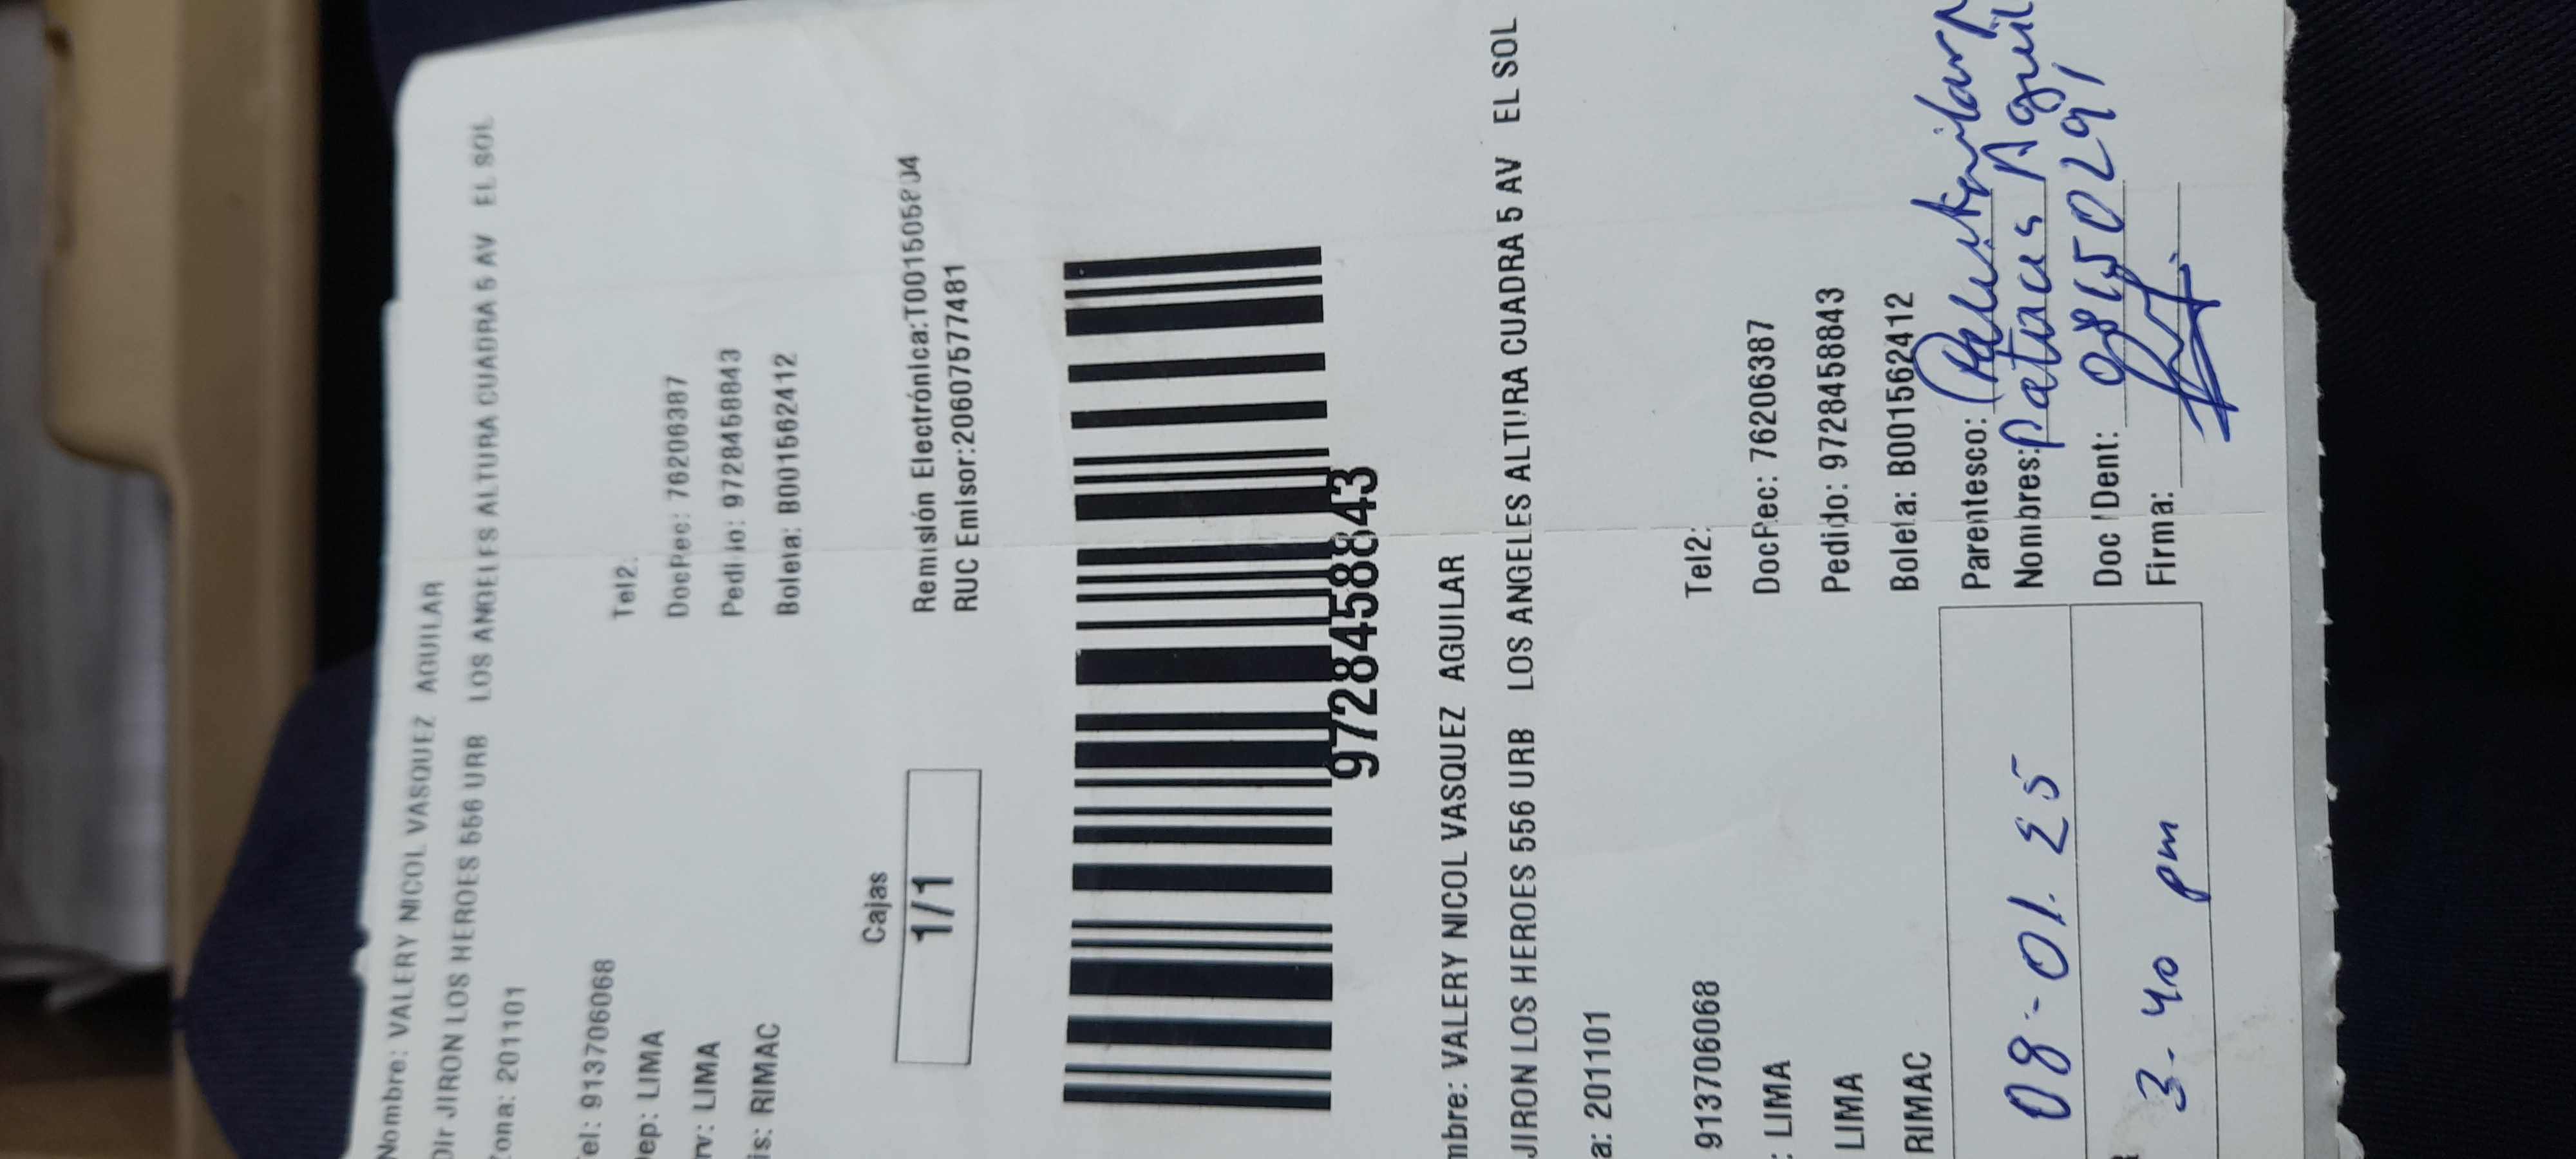 Nombre: VALERY NICOL VASQUEZ AGUILAR
Dir JIRON LOS HEROES 556 URB LOS ANGELES ALTURA CUADRA 5 AV EL SOL
Zona: 201101
Tel: 913706068 Tel2:
Dep: LIMA DocRec: 76206387
rv: LIMA Pedido: 9728458843
is: RIMAC Boleta: B001562412
Cajas
1/1
Remisión Electrónica:T001505804
RUC Emisor:20607577481
9728458843
mbre: VALERY NICOL VASQUEZ AGUILAR
JIRON LOS HEROES 556 URB LOS ANGELES ALTURA CUADRA 5 AV EL SOL
a: 201101
913706068 Tel2:
: LIMA DocRec: 76206387
LIMA Pedido: 9728458843
RIMAC Boleta: B001562412
08-01.25
3-40 pm
Parentesco:
Nombres:
Doc Ident:
Firma: